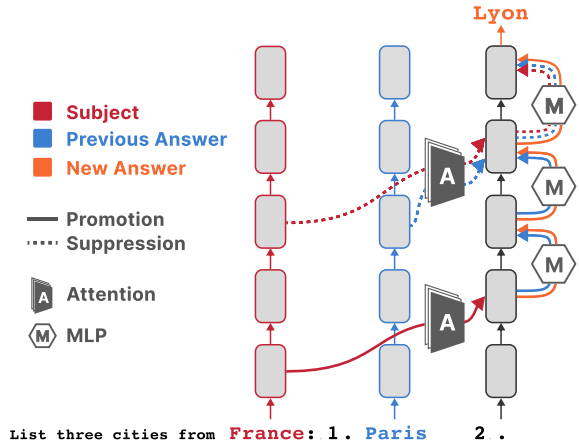 Lyon
Subject
Previous Answer
New Answer
Promotion
Suppression
A Attention
M MLP
A
A
M
M
M
List three cities from France: 1. Paris 2.